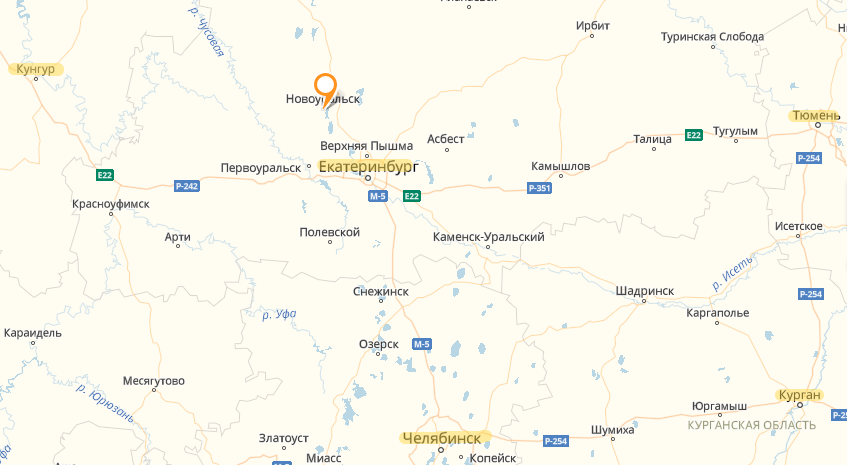 р. Чусовая
Ирбит
Туринская Слобода
Кунгур
Новоуральск
Тюмень
Верхняя Пышма
Асбест
Талица
E22
Тугулым
Первоуральск
Екатеринбург
Камышлов
Р-254
E22
Р-242
М-5
E22
Р-351
Красноуфимск
Арти
Полевской
Каменск-Уральский
Исетское
р. Исеть
Снежинск
Шадринск
Р-254
р. Уфа
Каргаполье
Караидель
Озерск
М-5
Месягутово
р. Юрюзань
Курган
Юргамыш
Челябинск
Р-254
Шумиха
КУРГАНСКАЯ ОБЛАСТЬ
Златоуст
Миасс
Копейск